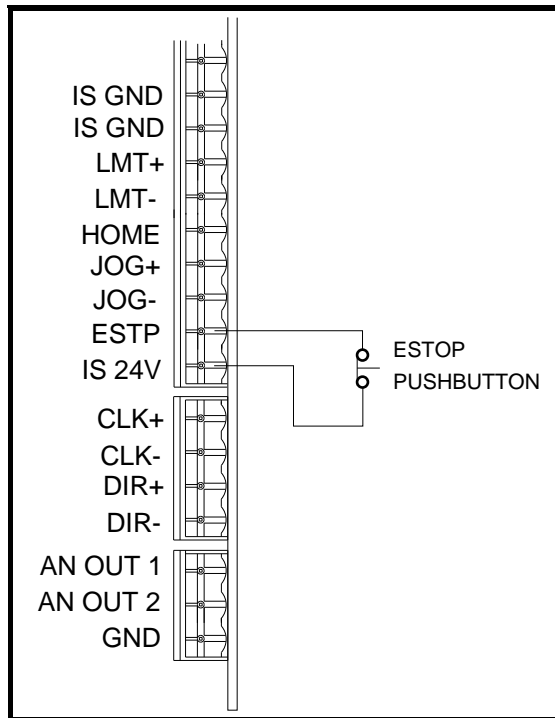 IS GND
IS GND
LMT+
LMT-
HOME
JOG+
JOG-
ESTP
IS 24V
ESTOP
PUSHBUTTON
CLK+
CLK-
DIR+
DIR-
AN OUT 1
AN OUT 2
GND